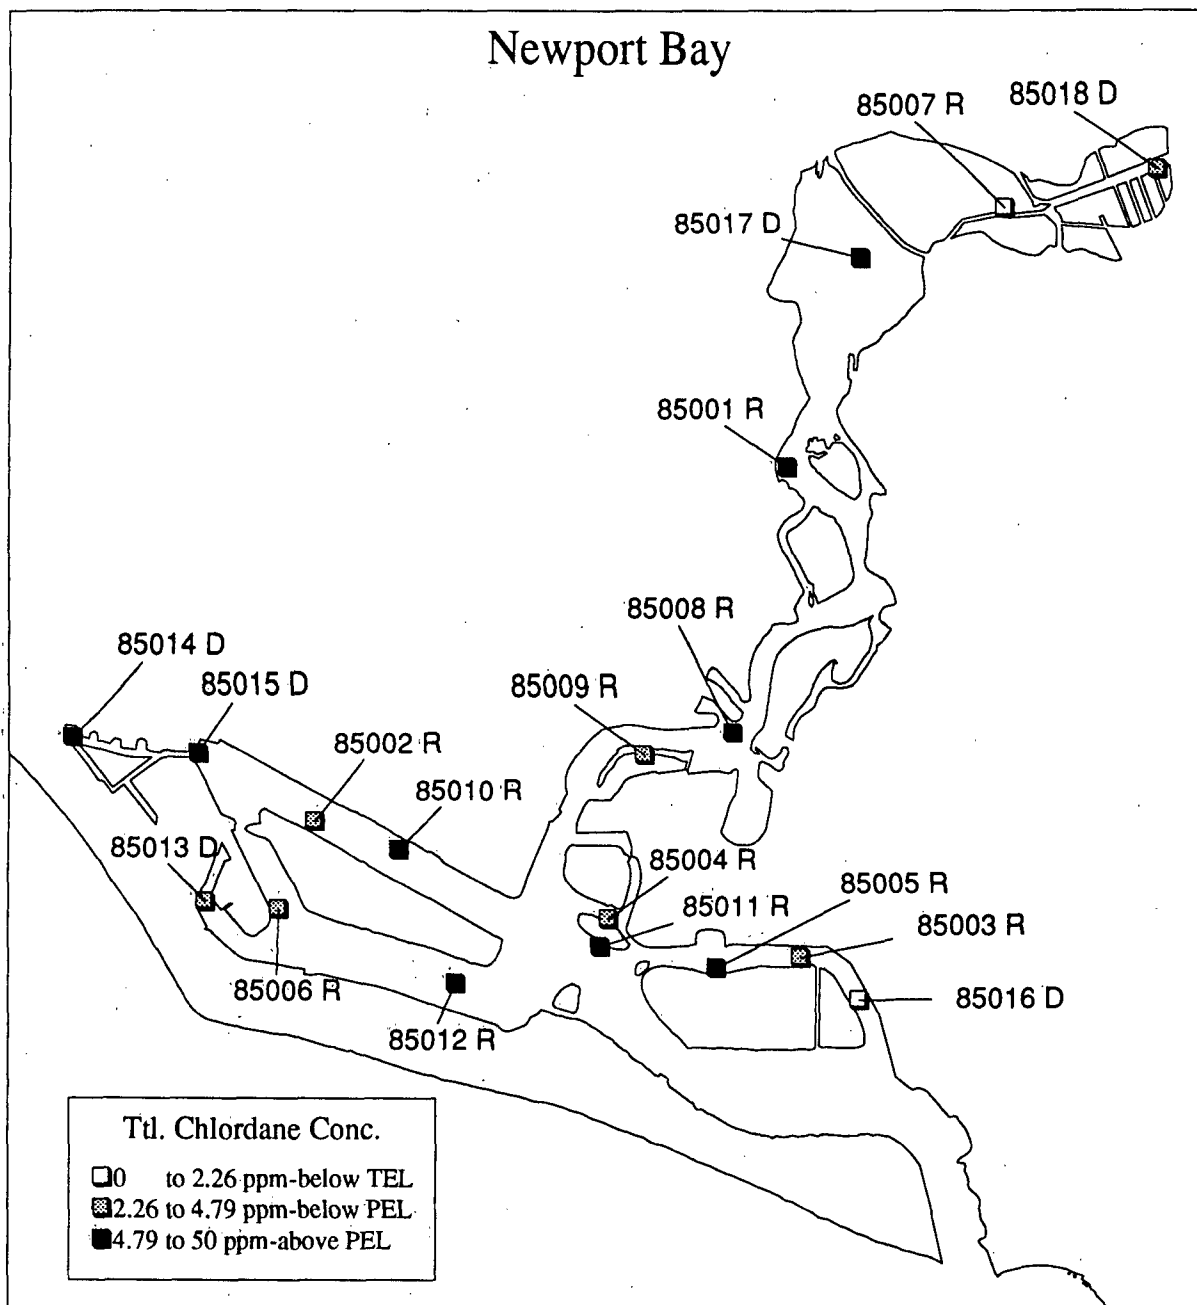 Newport Bay
85018 D
85007 R
85017 D
85001 R
85008 R
85014 D
85015 D
85009 R
85002 R
85010 R
85013 D
85004 R
85005 R
85011 R
85003 R
85006 R
85016 D
85012 R
Ttl. Chlordane Conc.
0 to 2.26 ppm-below TEL
2.26 to 4.79 ppm-below PEL
4.79 to 50 ppm-above PEL